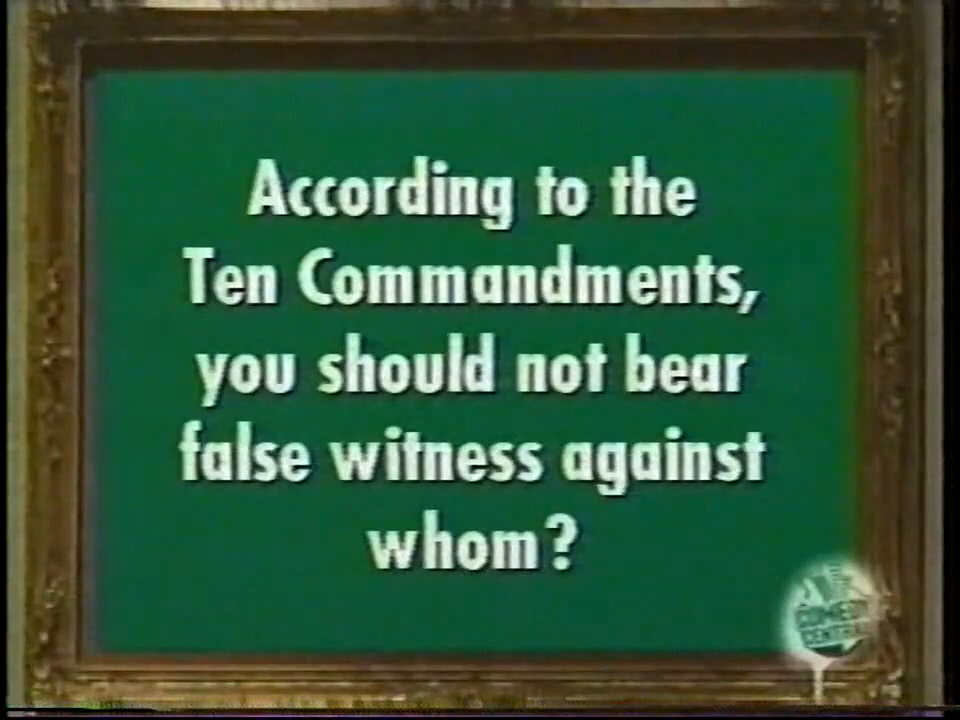 According to the
Ten Commandments,
you should not bear
false witness against
whom?
COMEDY
CENTRAL